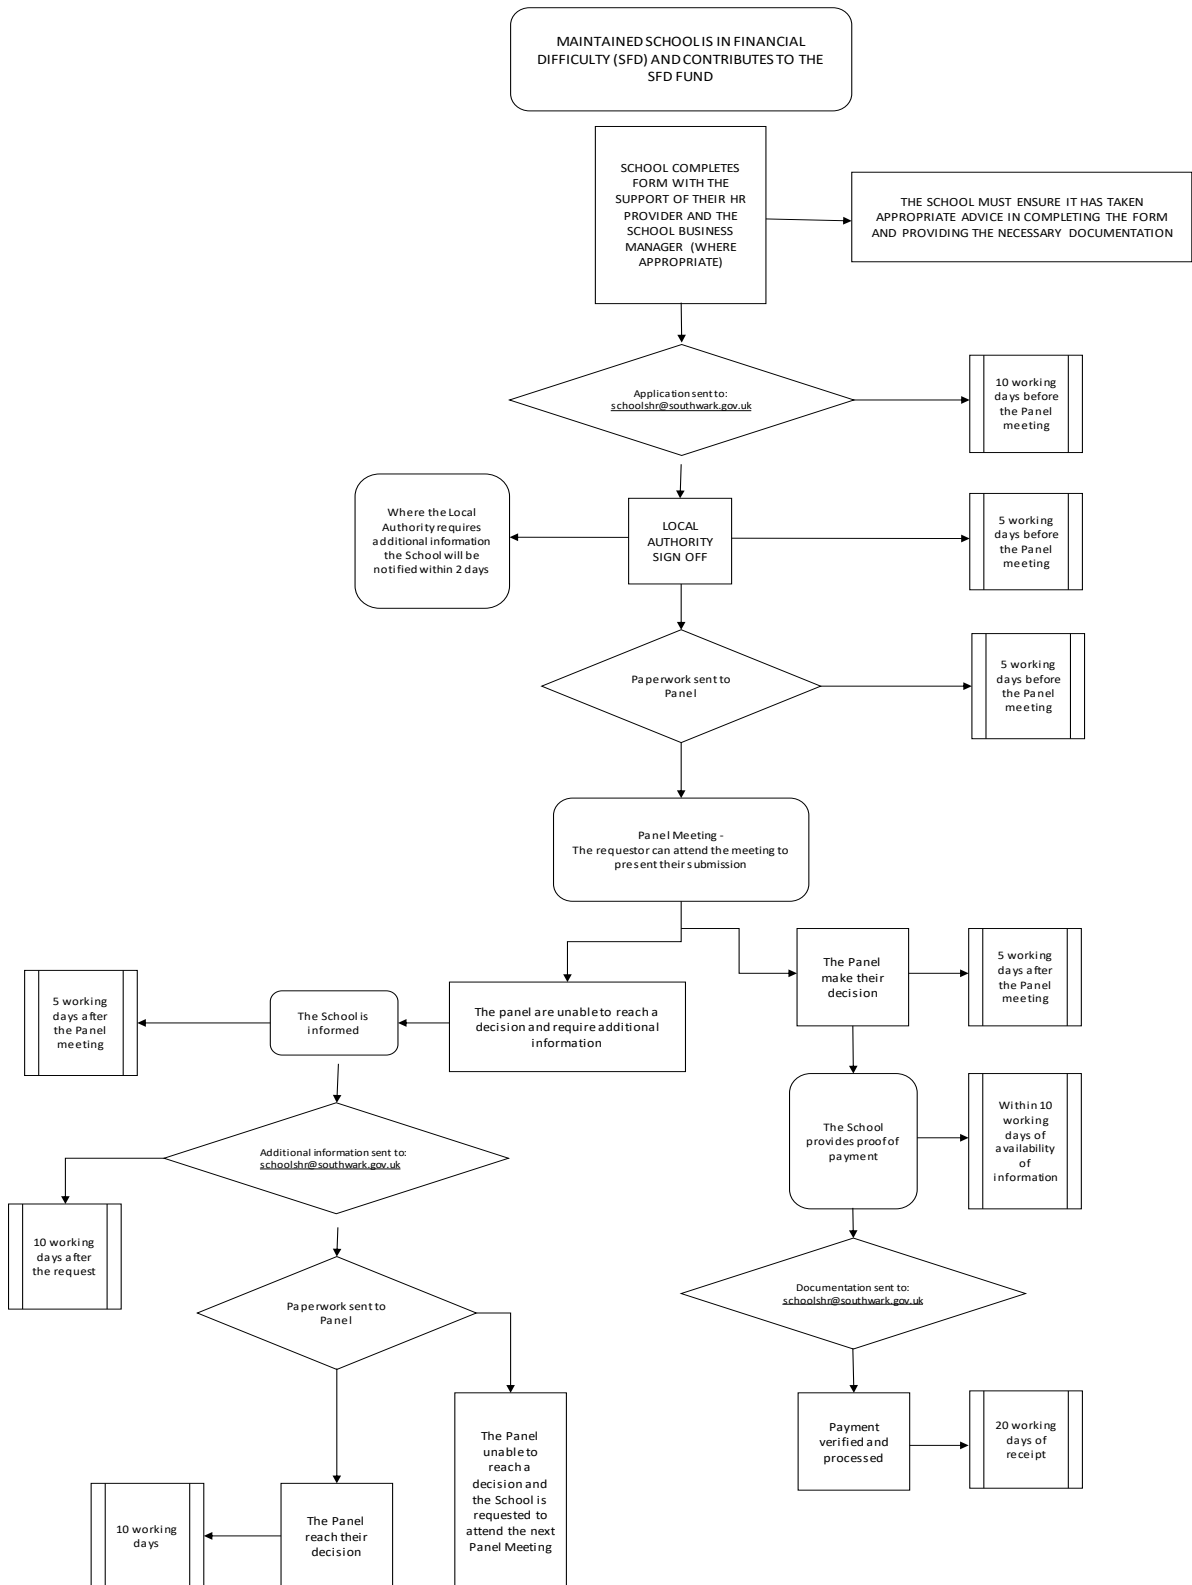 MAINTAINED SCHOOL IS IN FINANCIAL
DIFFICULTY (SFD) AND CONTRIBUTES TO THE
SFD FUND
SCHOOL COMPLETES
FORM WITH THE
SUPPORT OF THEIR HR
PROVIDER AND THE
SCHOOL BUSINESS
MANAGER (WHERE
APPROPRIATE)
THE SCHOOL MUST ENSURE IT HAS TAKEN
APPROPRIATE ADVICE IN COMPLETING THE FORM
AND PROVIDING THE NECESSARY DOCUMENTATION
Application sent to:
schoolshr@southwark.gov.uk
10 working
days before
the Panel
meeting
Where the Local
Authority requires
additional information
the School will be
notified within 2 days
LOCAL
AUTHORITY
SIGN OFF
5 working
days before
the Panel
meeting
Paperwork sent to
Panel
5 working
days before
the Panel
meeting
Panel Meeting -
The requestor can attend the meeting to
present their submission
The Panel
make their
decision
5 working
days after
the Panel
meeting
5 working
days after
the Panel
meeting
The School is
informed
The panel are unable to reach a
decision and require additional
information
The School
provides proof of
payment
Within 10
working
days of
availability
of
information
Additional information sent to:
schoolshr@southwark.gov.uk
10 working
days after
the request
Paperwork sent to
Panel
Documentation sent to:
schoolshr@southwark.gov.uk
The Panel
unable to
reach a
decision and
the School is
requested to
attend the next
Panel Meeting
Payment
verified and
processed
20 working
days of
receipt
10 working
days
The Panel
reach their
decision